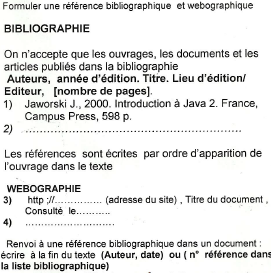 Formuler une référence bibliographique et webographique
BIBLIOGRAPHIE
On n'accepte que les ouvrages, les documents et les
articles publiés dans la bibliographie
Auteurs, année d'édition. Titre. Lieu d'édition/
Editeur, [nombre de pages].
1) Jaworski J., 2000. Introduction à Java 2. France,
Campus Press, 598 p.
2) ...............................................................
Les références sont écrites par ordre d'apparition de
l'ouvrage dans le texte
WEBOGRAPHIE
3) http ;//............... (adresse du site) , Titre du document ,
Consulté le...........
4) ...........................
Renvoi à une référence bibliographique dans un document :
écrire à la fin du texte (Auteur, date) ou ( n° référence dans
la liste bibliographique)